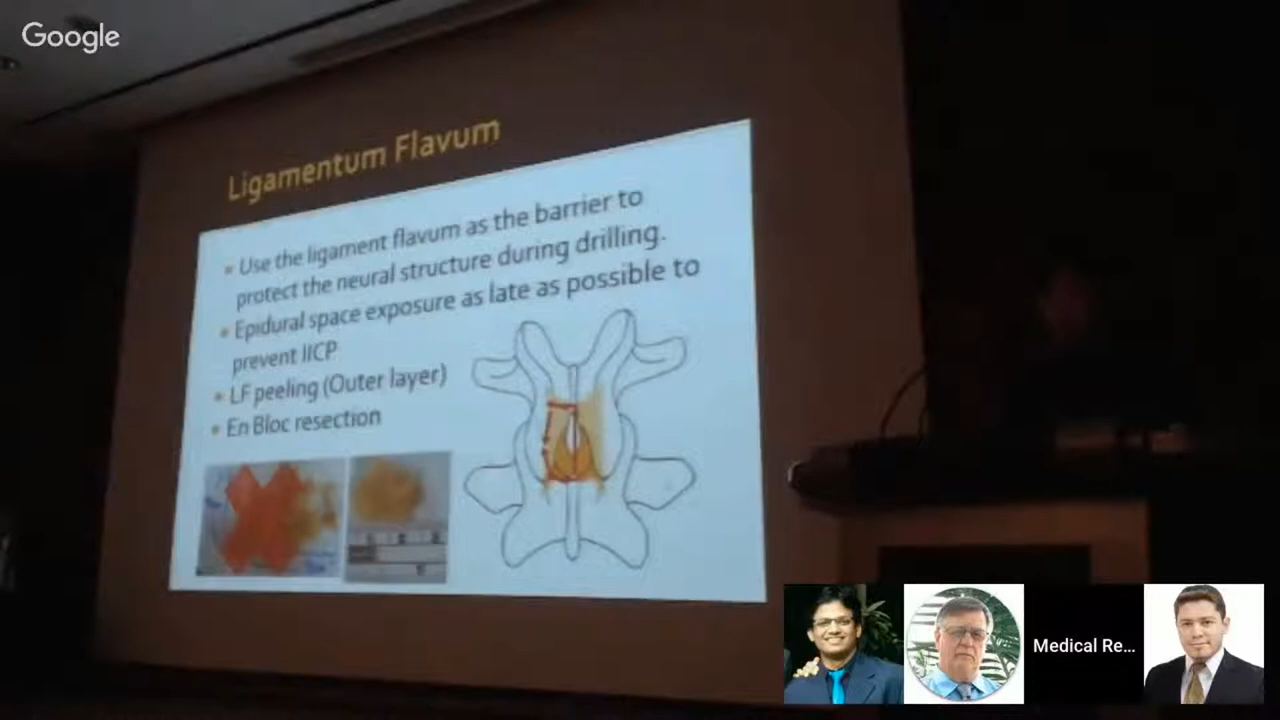 Google
Ligamentum Flavum
Use the ligament flavum as the barrier to
protect the neural structure during drilling.
Epidural space exposure as late as possible to
prevent IICP
LF peeling (Outer layer)
En Bloc resection
Medical Re...